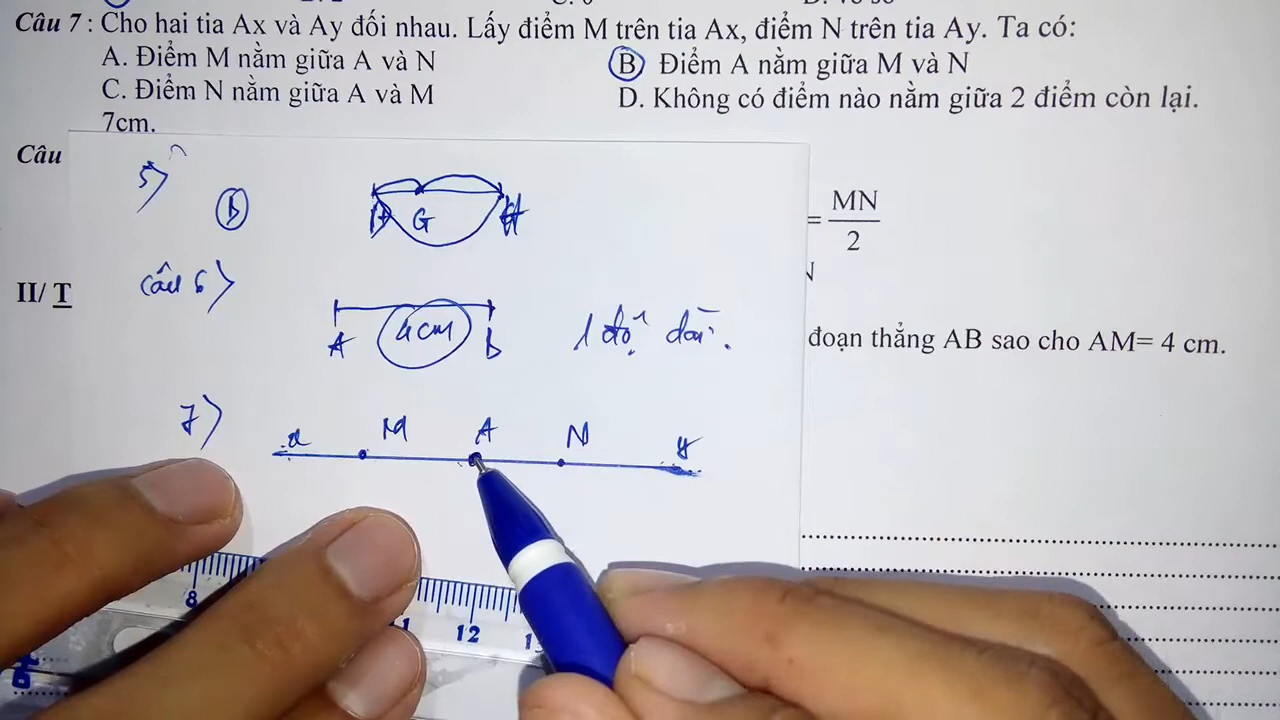 Câu 7 : Cho hai tia Ax và Ay đối nhau. Lấy điểm M trên tia Ax, điểm N trên tia Ay. Ta có:
A. Điểm M nằm giữa A và N
B Điểm A nằm giữa M và N
C. Điểm N nằm giữa A và M
D. Không có điểm nào nằm giữa 2 điểm còn lại.
7cm.
Câu
5)
G
= MN/2
II/ T
Câu 6)
A 4cm b
1 độ dài.
đoạn thẳng AB sao cho AM= 4 cm.
7)
x M A N y
8 12